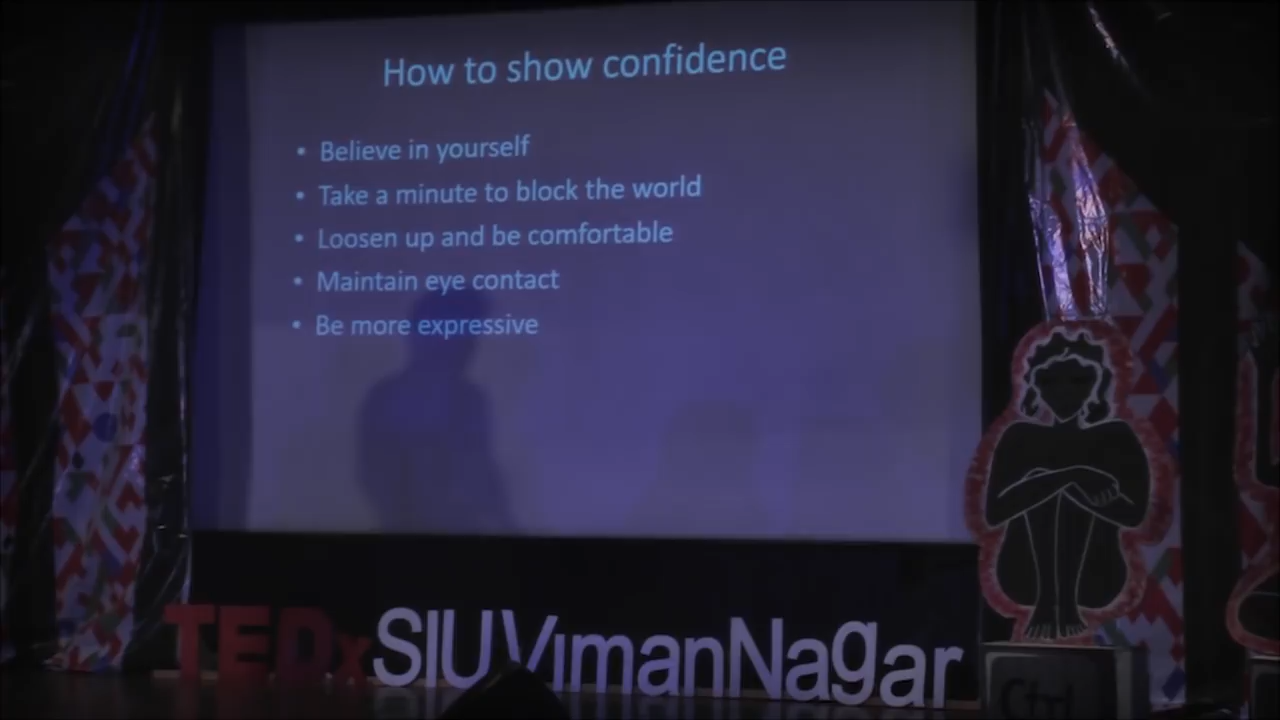 How to show confidence
• Believe in yourself
• Take a minute to block the world
• Loosen up and be comfortable
• Maintain eye contact
• Be more expressive
TEDxSIUVimanNagar
Ctrl